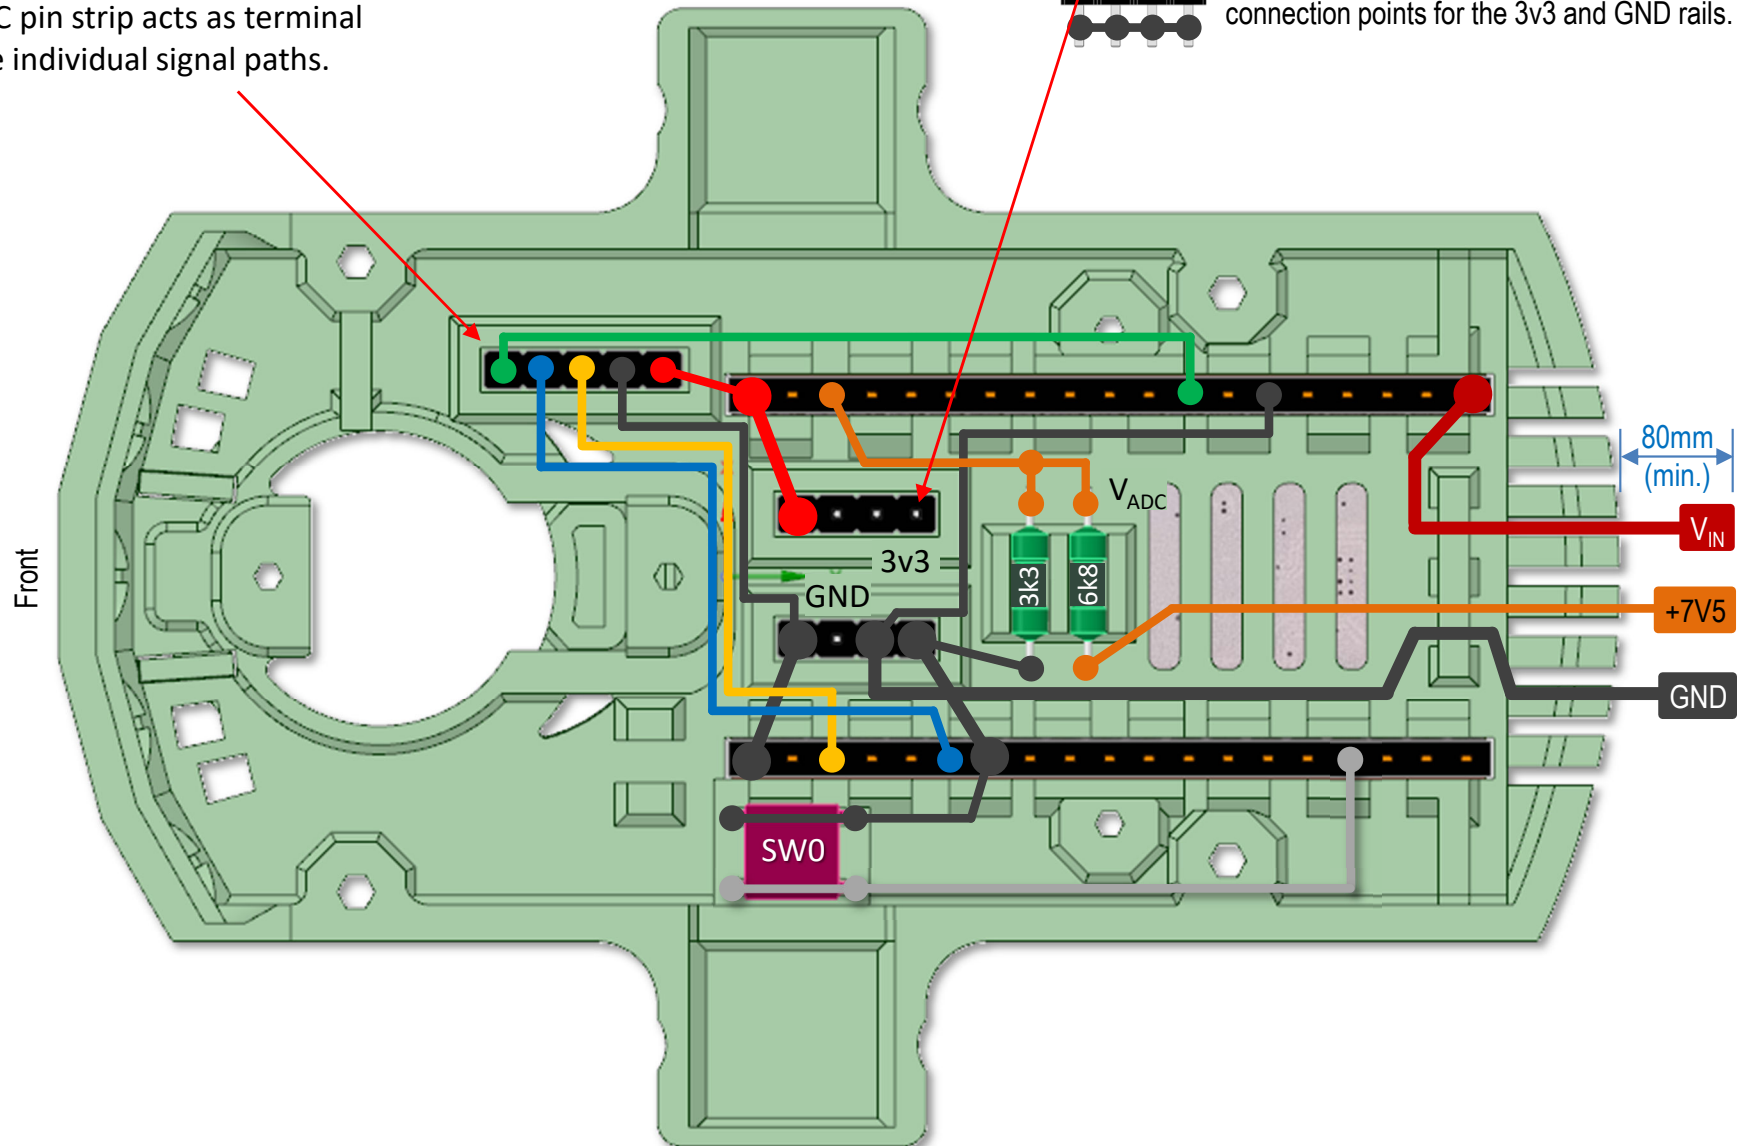 C pin strip acts as terminal
individual signal paths.
connection points for the 3v3 and GND rails.
80mm
(min.)
VADC
VIN
3v3
3k3
6k8
Front
GND
+7V5
GND
SW0